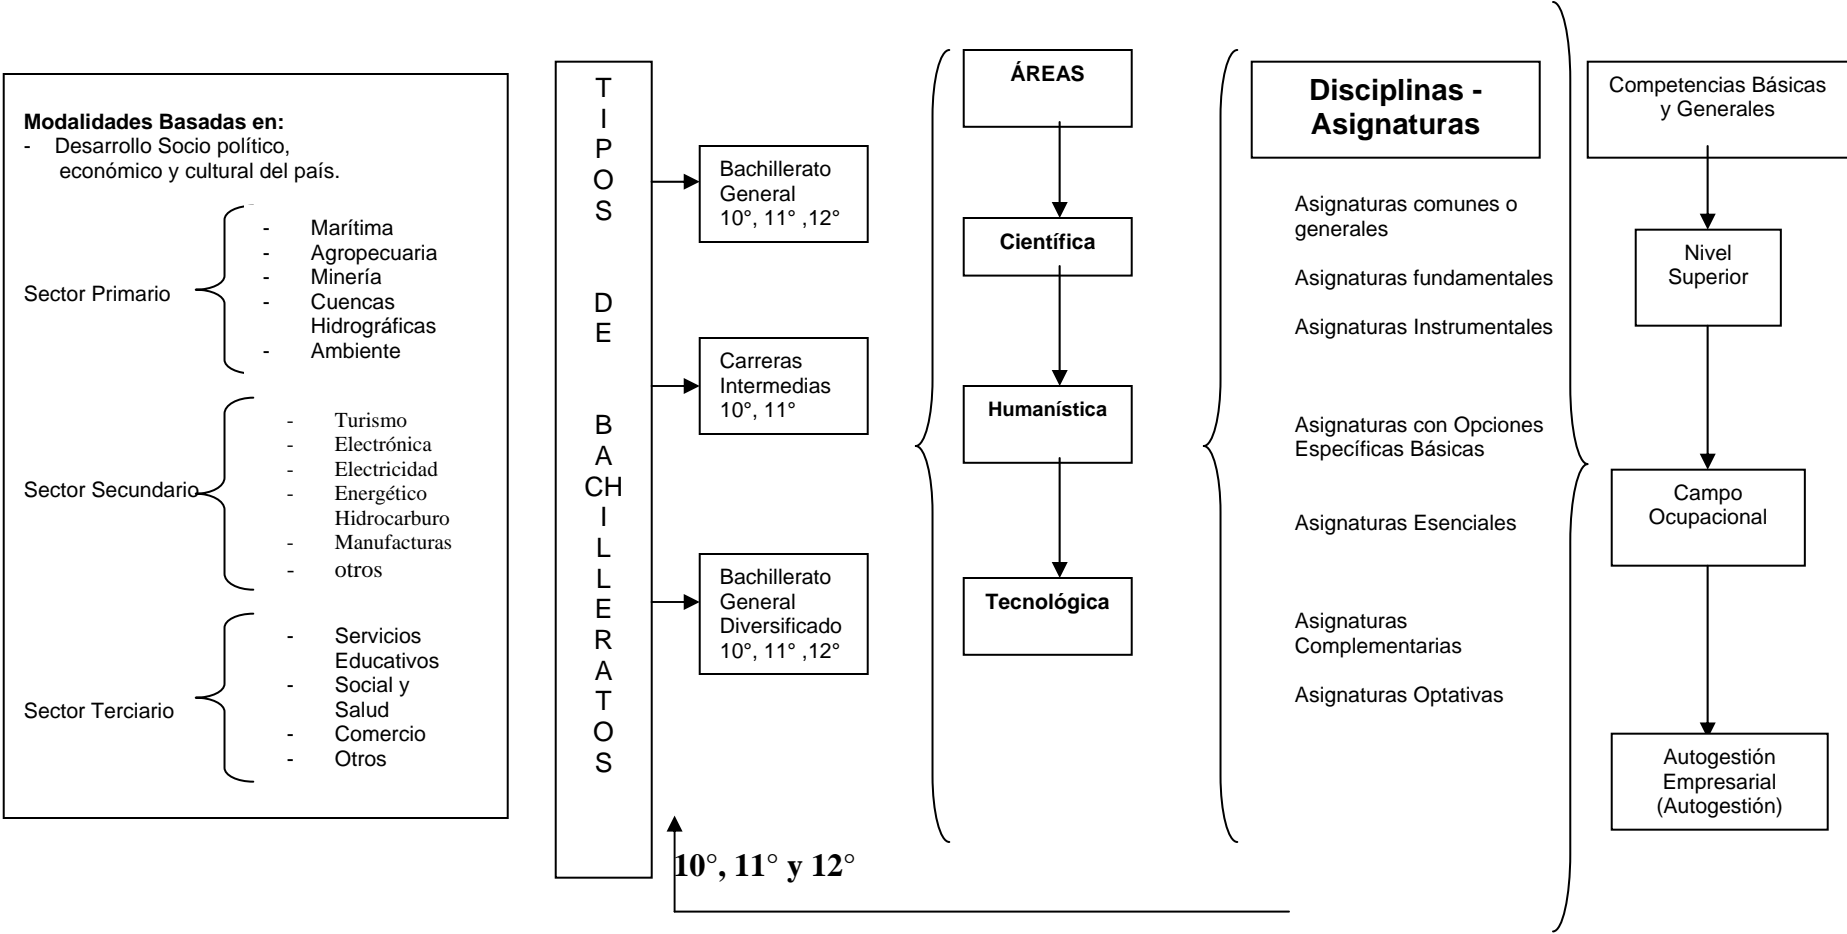 Modalidades Basadas en:
- Desarrollo Socio político,
económico y cultural del país.
Sector Primario
- Marítima
- Agropecuaria
- Minería
- Cuencas
Hidrográficas
- Ambiente
Sector Secundario
- Turismo
- Electrónica
- Electricidad
- Energético
Hidrocarburo
- Manufacturas
- otros
Sector Terciario
- Servicios
Educativos
- Social y
Salud
- Comercio
- Otros
T
I
P
O
S
D
E
B
A
CH
I
L
L
E
R
A
T
O
S
Bachillerato
General
10°, 11° ,12°
Carreras
Intermedias
10°, 11°
Bachillerato
General
Diversificado
10°, 11° ,12°
10°, 11° y 12°
ÁREAS
Científica
Humanística
Tecnológica
Disciplinas -
Asignaturas
Asignaturas comunes o
generales
Asignaturas fundamentales
Asignaturas Instrumentales
Asignaturas con Opciones
Específicas Básicas
Asignaturas Esenciales
Asignaturas
Complementarias
Asignaturas Optativas
Competencias Básicas
y Generales
Nivel
Superior
Campo
Ocupacional
Autogestión
Empresarial
(Autogestión)